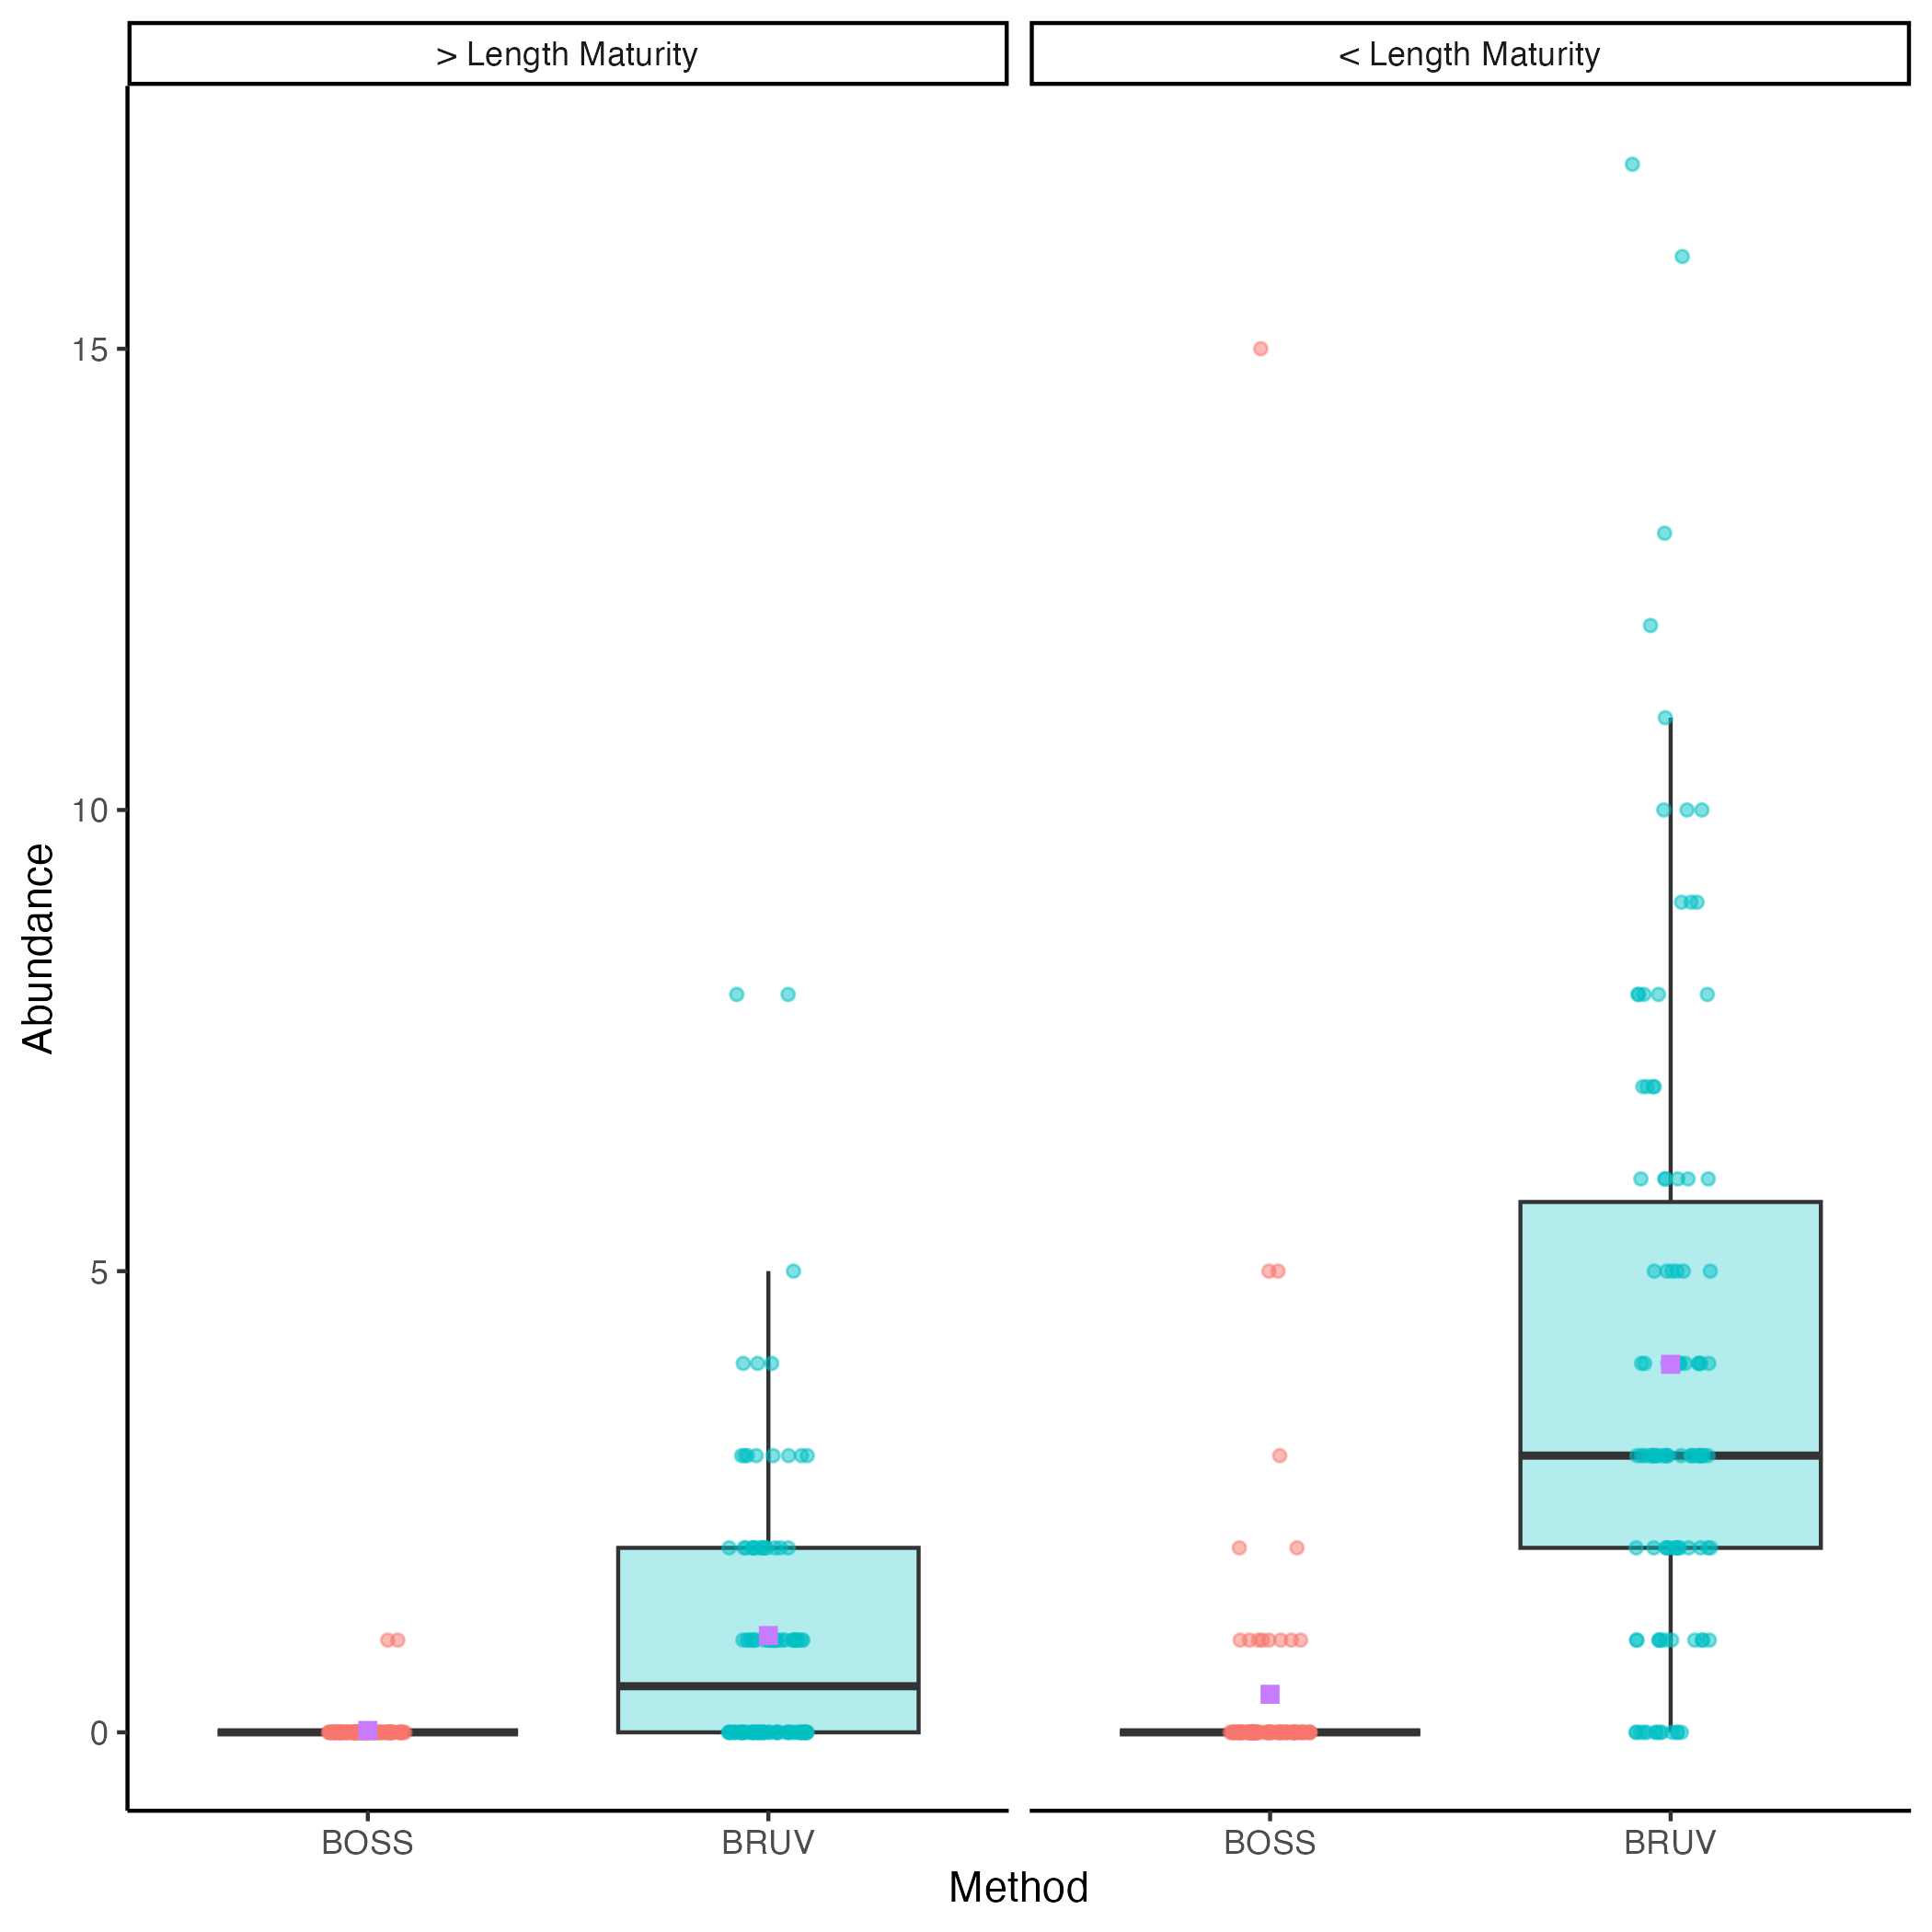 > Length Maturity
< Length Maturity
Abundance
15
10
5
0
BOSS
BRUV
BOSS
BRUV
Method